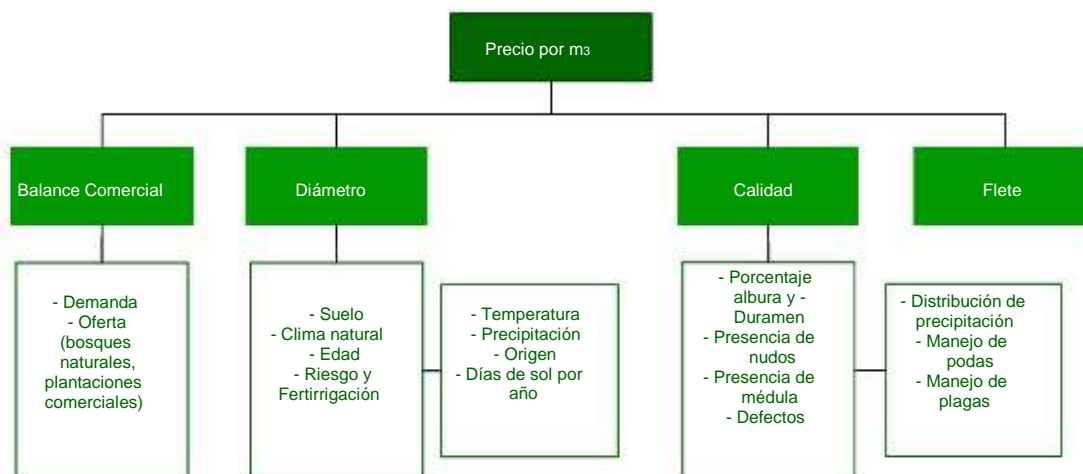 Precio por m3
Balance Comercial
Diámetro
Calidad
Flete
- Demanda
- Oferta
(bosques
naturales,
plantaciones
comerciales)
- Suelo
- Clima natural
- Edad
- Riesgo y
Fertirrigación
- Temperatura
- Precipitación
- Origen
- Días de sol por
año
- Porcentaje
albura y -
Duramen
- Presencia de
nudos
- Presencia de
médula
- Defectos
- Distribución de
precipitación
- Manejo de
podas
- Manejo de
plagas